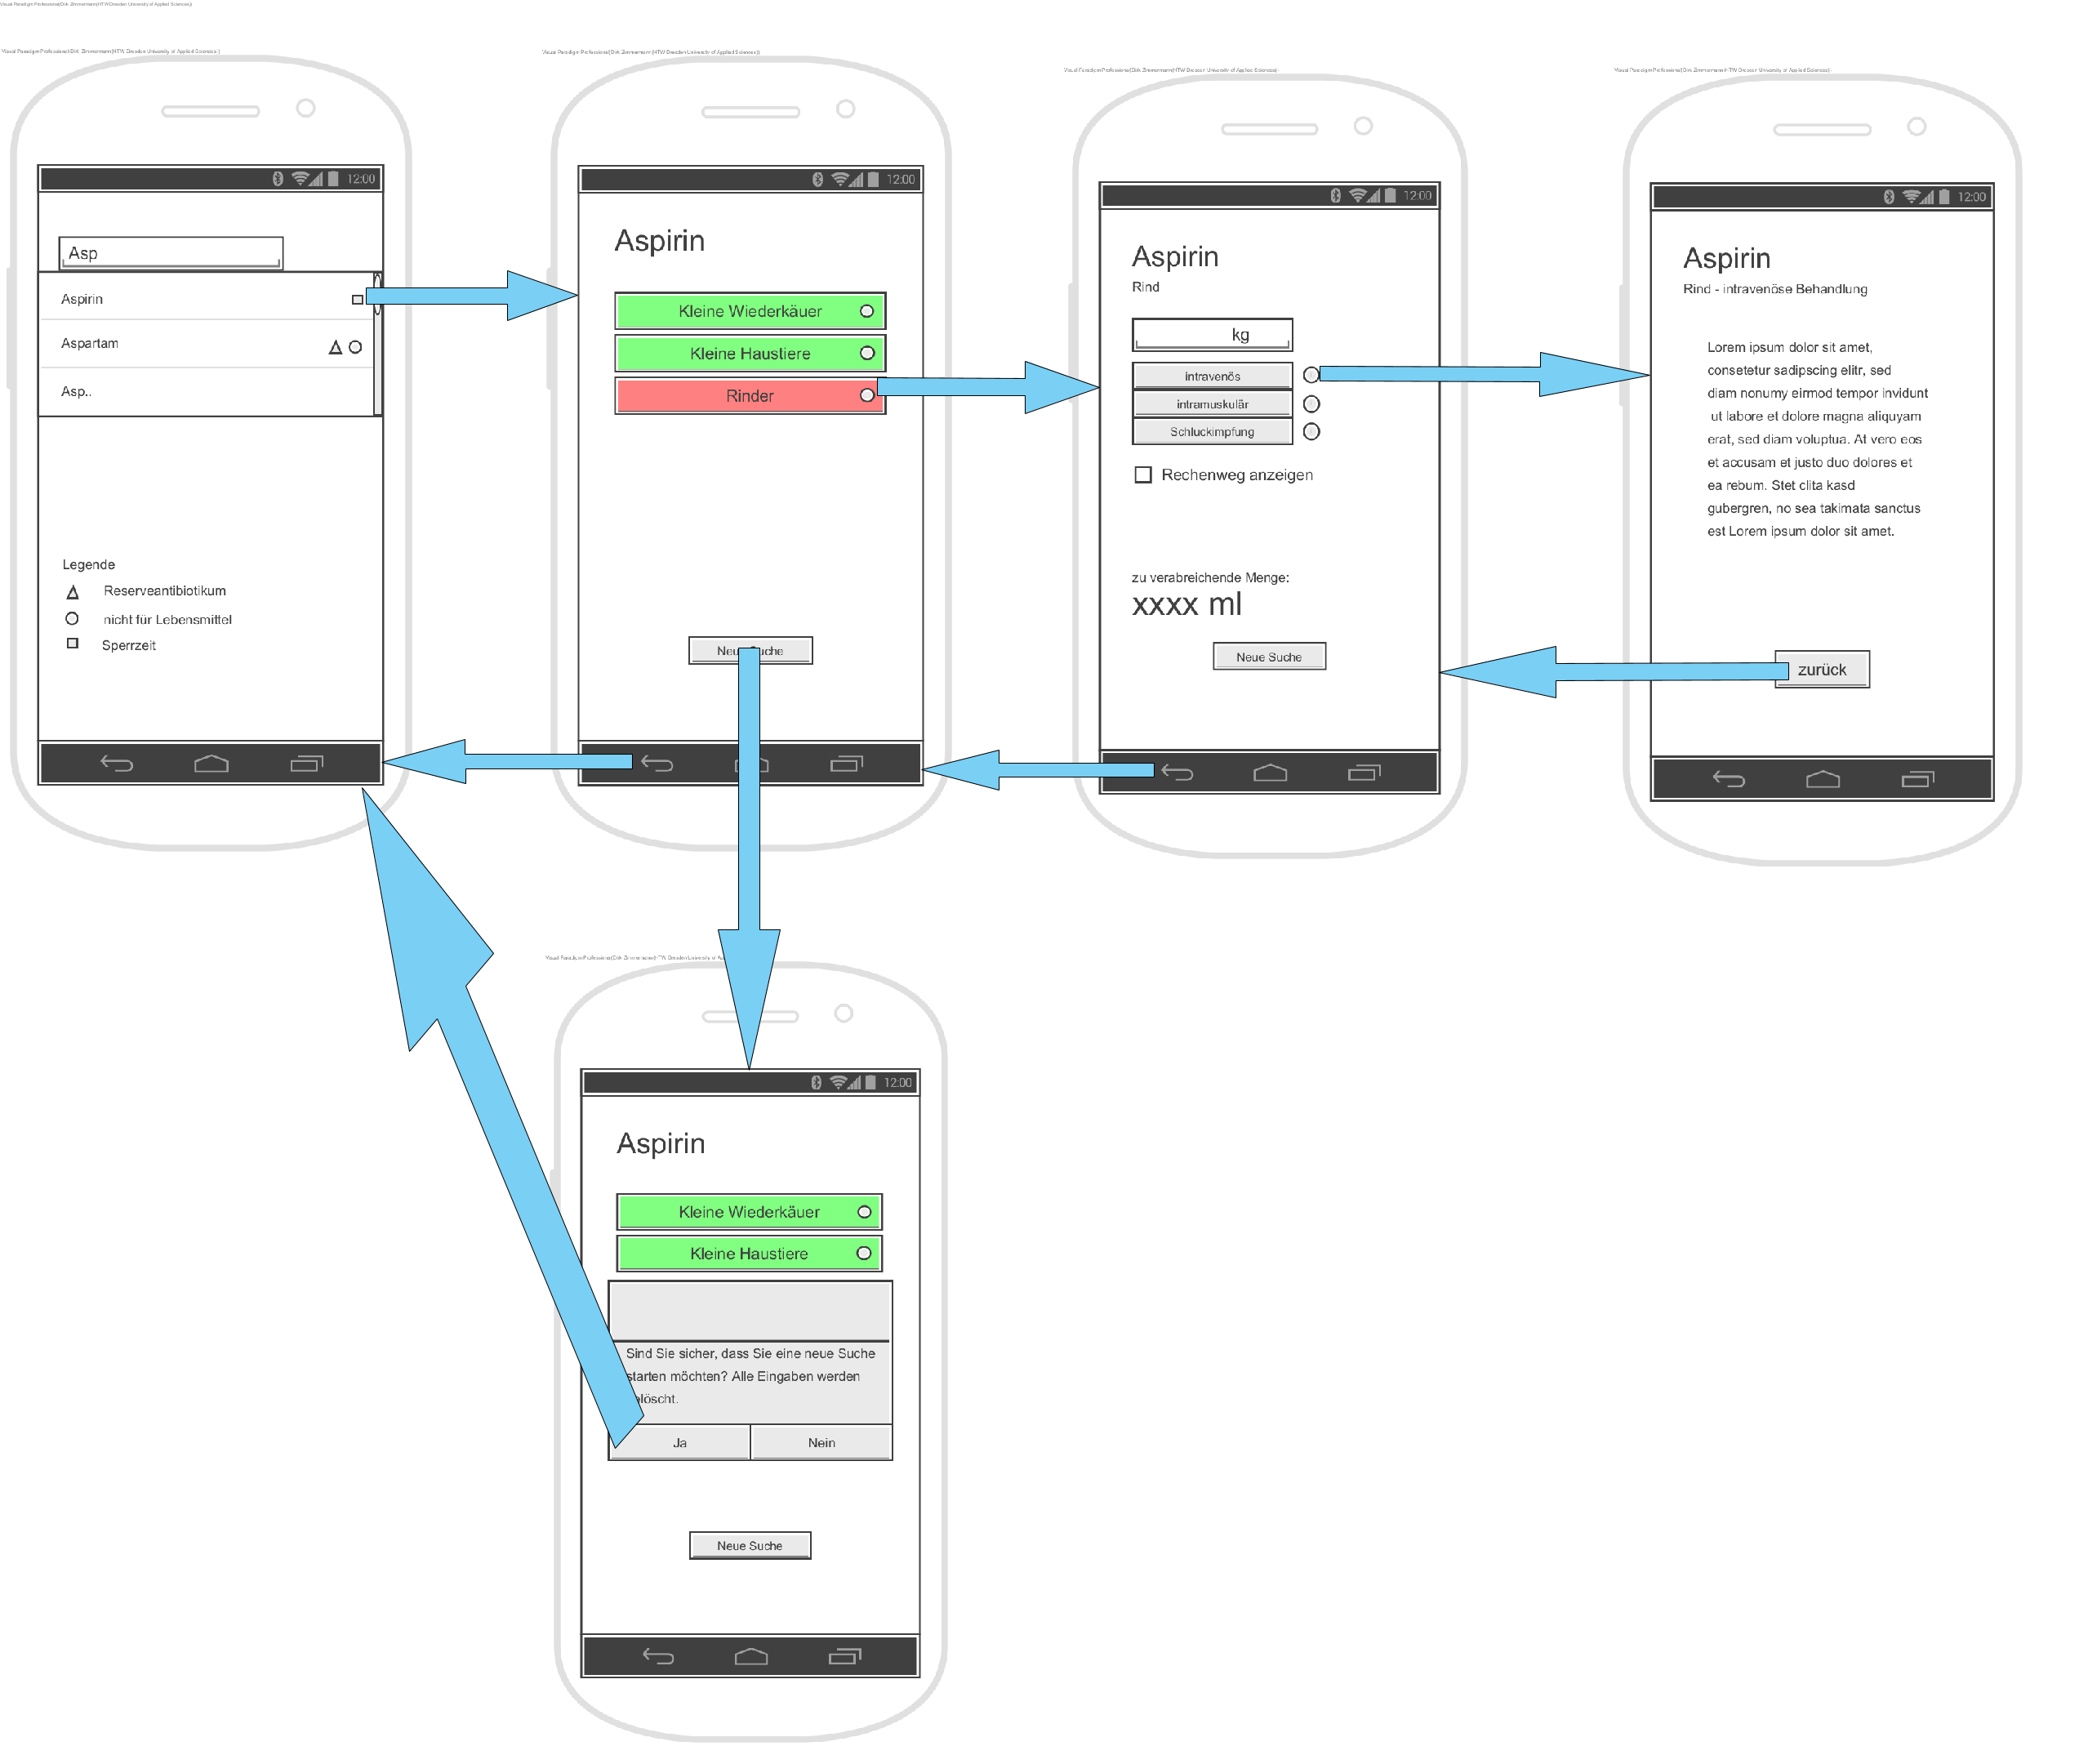 Visual Paradigm Professional(Dirk Zimmermann(HTW Dresden University of Applied Sciences))
Visual Paradigm Professional(Dirk Zimmermann(HTW Dresden University of Applied Sciences))
12:00
Asp
Aspirin
Aspartam
Asp..
Legende
Reserveantibiotikum
nicht für Lebensmittel
Sperrzeit
Visual Paradigm Professional(Dirk Zimmermann(HTW Dresden University of Applied Sciences))
12:00
Aspirin
Kleine Wiederkäuer
Kleine Haustiere
Rinder
Neue Suche
Visual Paradigm Professional(Dirk Zimmermann(HTW Dresden University of Applied Sciences))
12:00
Aspirin
Rind
kg
intravenös
intramuskulär
Schluckimpfung
Rechenweg anzeigen
zu verabreichende Menge:
xxxx ml
Neue Suche
Visual Paradigm Professional(Dirk Zimmermann(HTW Dresden University of Applied Sciences))
12:00
Aspirin
Rind - intravenöse Behandlung
Lorem ipsum dolor sit amet,
consetetur sadipscing elitr, sed
diam nonumy eirmod tempor invidunt
ut labore et dolore magna aliquyam
erat, sed diam voluptua. At vero eos
et accusam et justo duo dolores et
ea rebum. Stet clita kasd
gubergren, no sea takimata sanctus
est Lorem ipsum dolor sit amet.
zurück
Visual Paradigm Professional(Dirk Zimmermann(HTW Dresden University of
12:00
Aspirin
Kleine Wiederkäuer
Kleine Haustiere
Sind Sie sicher, dass Sie eine neue Suche
starten möchten? Alle Eingaben werden
löscht.
Ja
Nein
Neue Suche